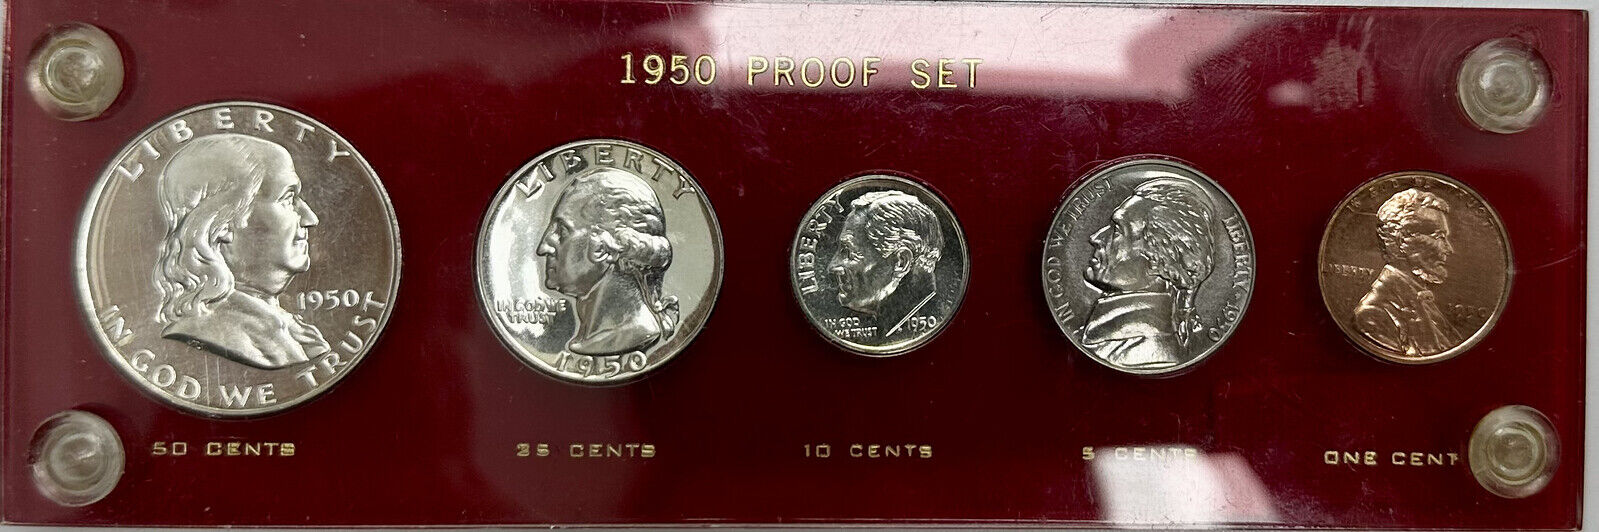 1950 PROOF SET
LIBERTY
1950
IN GOD WE TRUST
LIBERTY
IN GOD WE
TRUST
1950
LIBERTY
IN GOD
WE TRUST
1950
IN GOD WE TRUST
LIBERTY · 1950
IN GOD WE TRUST
LIBERTY
1950
50 CENTS
25 CENTS
10 CENTS
5 CENTS
ONE CENT